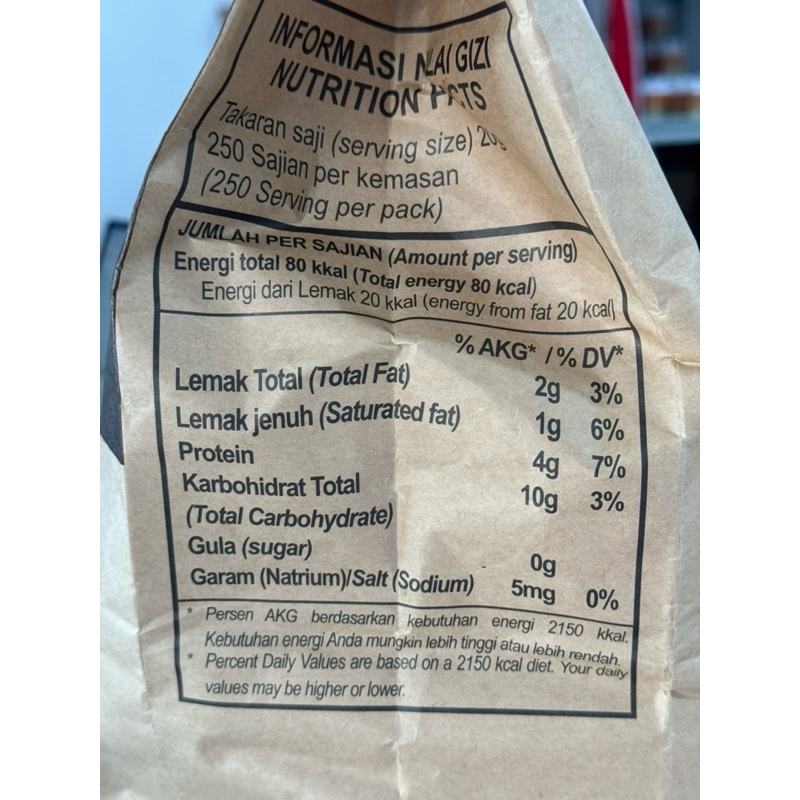 INFORMASI NILAI GIZI
NUTRITION FACTS
Takaran saji (serving size) 20g
250 Sajian per kemasan
(250 Serving per pack)
JUMLAH PER SAJIAN (Amount per serving)
Energi total 80 kkal (Total energy 80 kcal)
Energi dari Lemak 20 kkal (energy from fat 20 kcal)
% AKG* / % DV*
Lemak Total (Total Fat) 2g 3%
Lemak jenuh (Saturated fat) 1g 6%
Protein 4g 7%
Karbohidrat Total 10g 3%
(Total Carbohydrate)
Gula (sugar) 0g
Garam (Natrium)/Salt (Sodium) 5mg 0%
* Persen AKG berdasarkan kebutuhan energi 2150 kkal.
Kebutuhan energi Anda mungkin lebih tinggi atau lebih rendah.
* Percent Daily Values are based on a 2150 kcal diet. Your daily
values may be higher or lower.